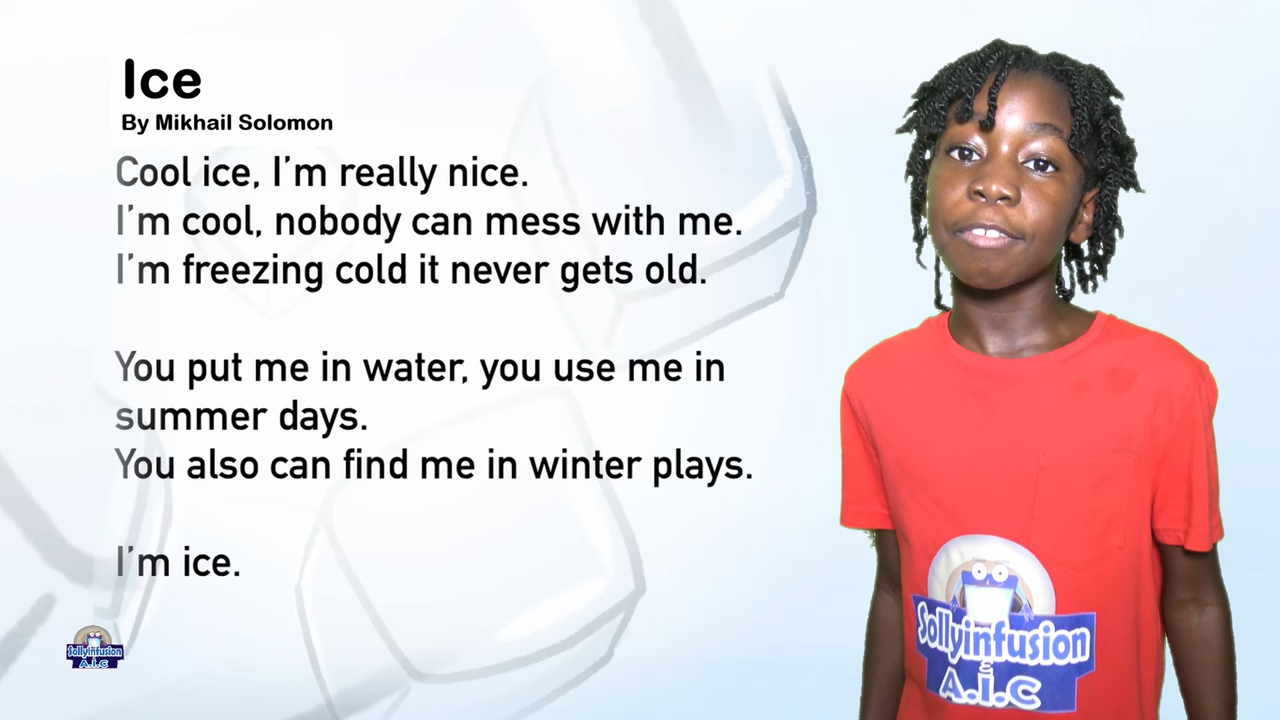 Ice
By Mikhail Solomon
Cool ice, I'm really nice.
I'm cool, nobody can mess with me.
I'm freezing cold it never gets old.
You put me in water, you use me in
summer days.
You also can find me in winter plays.
I'm ice.
Sollyinfusion
A.I.C
Sollyinfusion
&
A.I.C